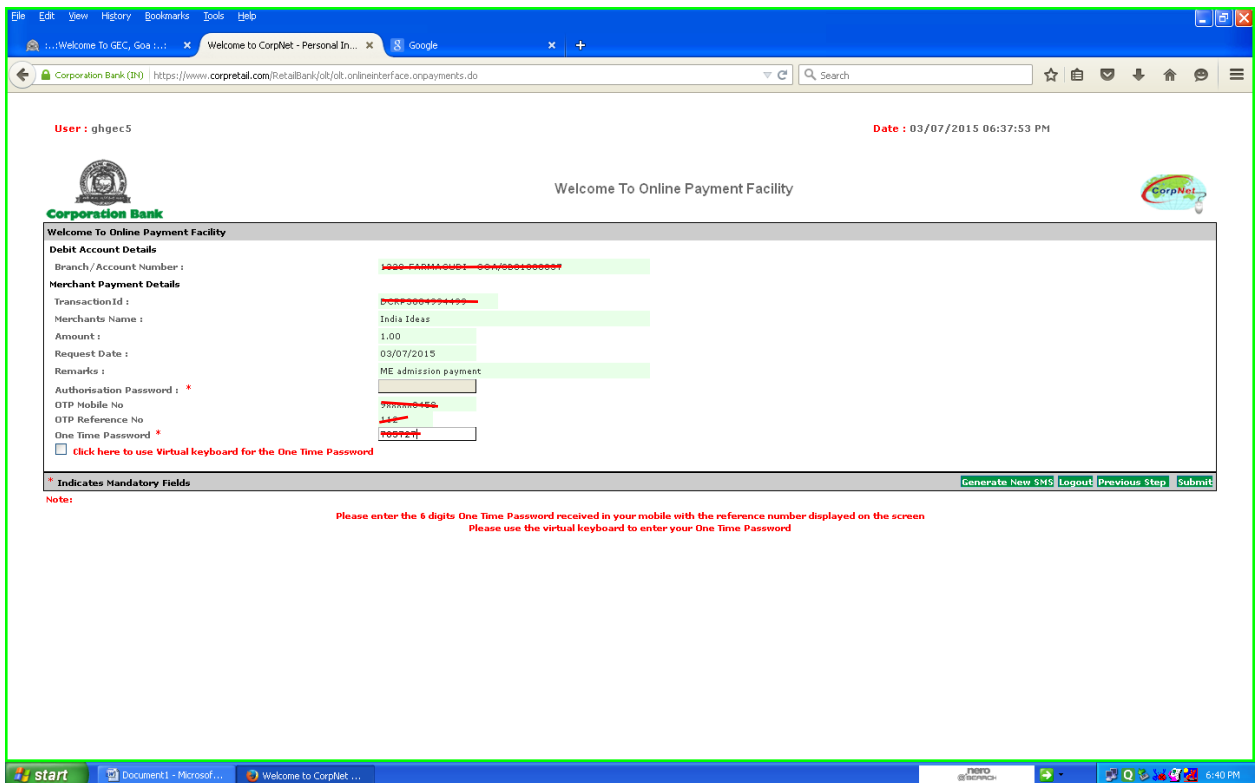 File Edit View History Bookmarks Tools Help
:..:Welcome To GEC, Goa :..: Welcome to CorpNet - Personal In... Google
Corporation Bank (IN) https://www.corpretail.com/RetailBank/olt/olt.onlineinterface.onpayments.do Search
User : ghgec5 Date : 03/07/2015 06:37:53 PM
Corporation Bank
Welcome To Online Payment Facility
CorpNet
Welcome To Online Payment Facility
Debit Account Details
Branch/Account Number :
Merchant Payment Details
TransactionId :
Merchants Name : India Ideas
Amount : 1.00
Request Date : 03/07/2015
Remarks : ME admission payment
Authorisation Password : *
OTP Mobile No
OTP Reference No
One Time Password *
Click here to use Virtual keyboard for the One Time Password
* Indicates Mandatory Fields Generate New SMS Logout Previous Step Submit
Note:
Please enter the 6 digits One Time Password received in your mobile with the reference number displayed on the screen
Please use the virtual keyboard to enter your One Time Password
start Document1 - Microsof... Welcome to CorpNet ... nero SEARCH 6:40 PM